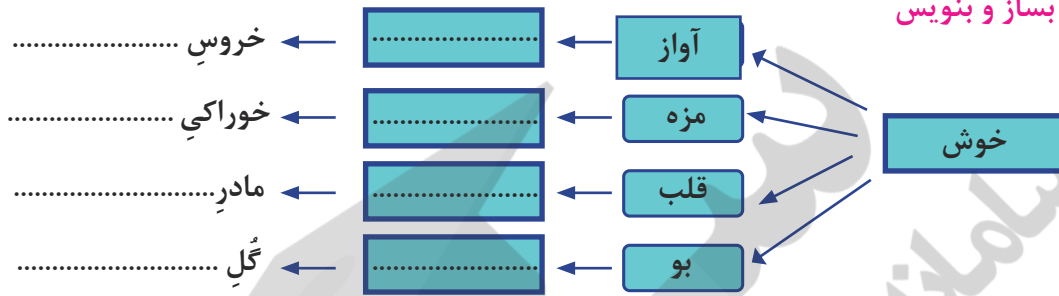 بساز و بنویس
خوش
آواز ........................ خروسِ ........................
مزه ........................ خوراکیِ ........................
قلب ........................ مادرِ.............................
بو ........................ گُلِ .............................